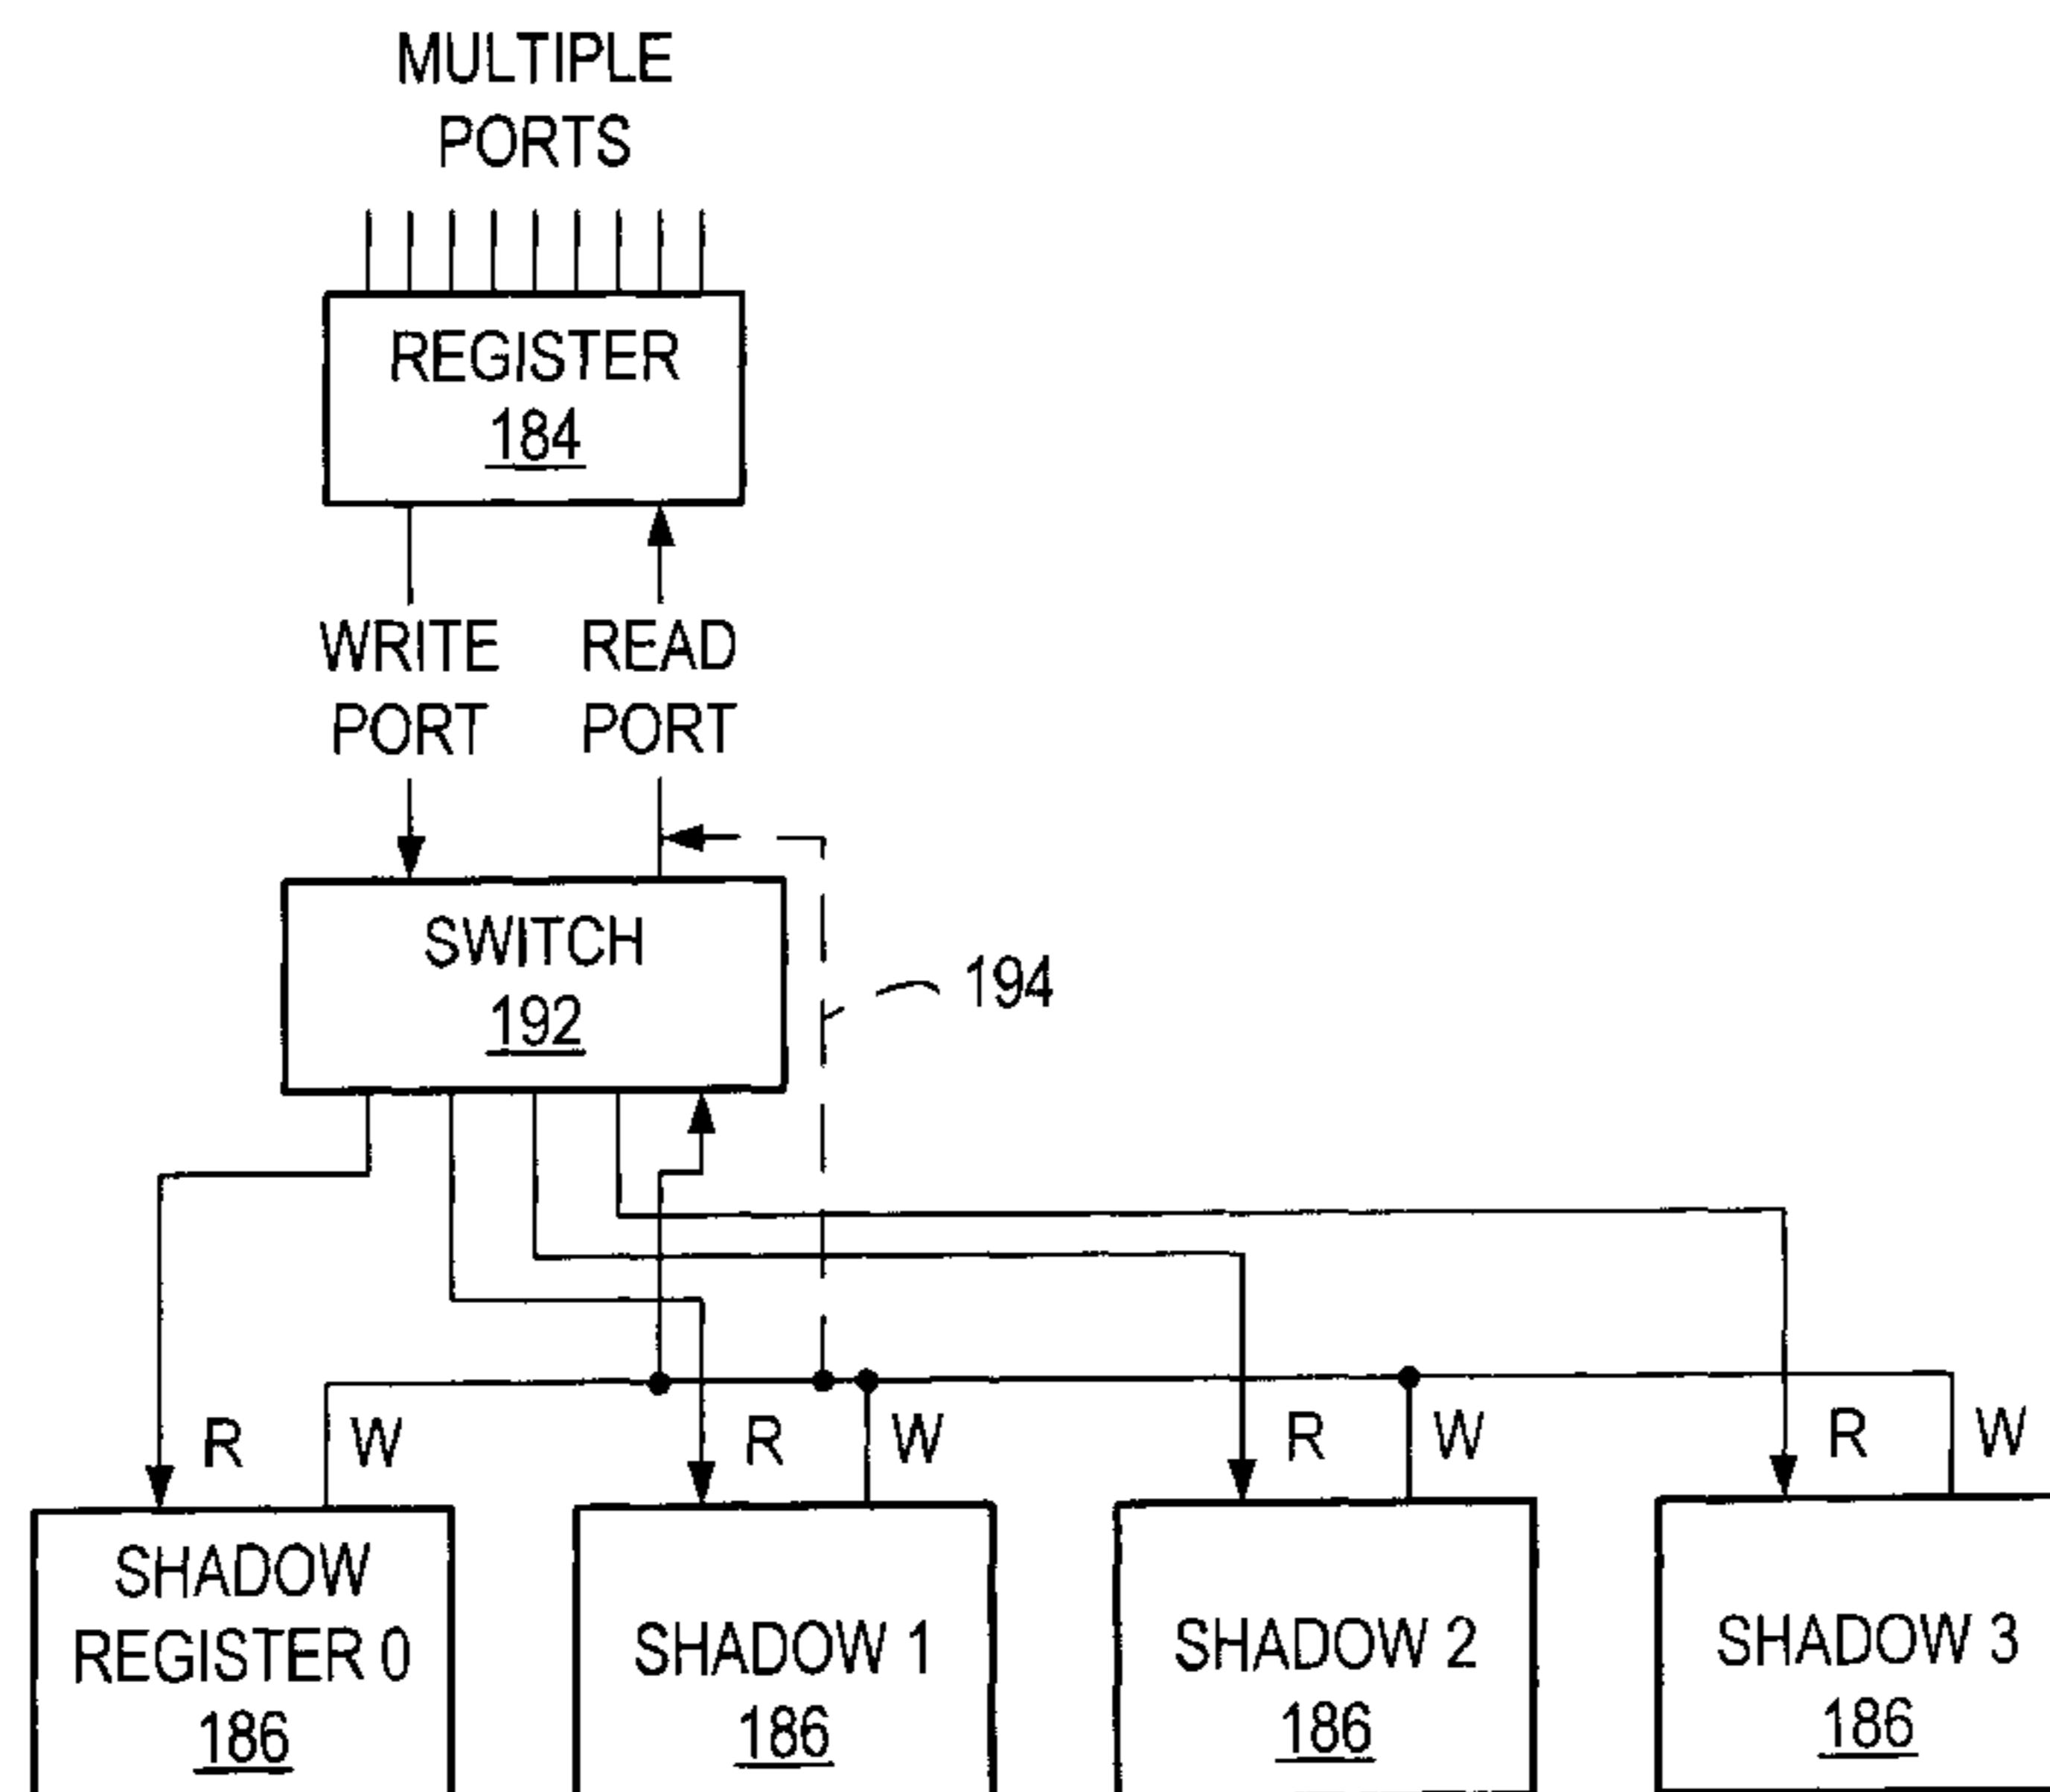 MULTIPLE
PORTS
REGISTER
184
WRITE
PORT
READ
PORT
SWITCH
192
194
R W R W R W R W
SHADOW
REGISTER 0
186
SHADOW 1
186
SHADOW 2
186
SHADOW 3
186